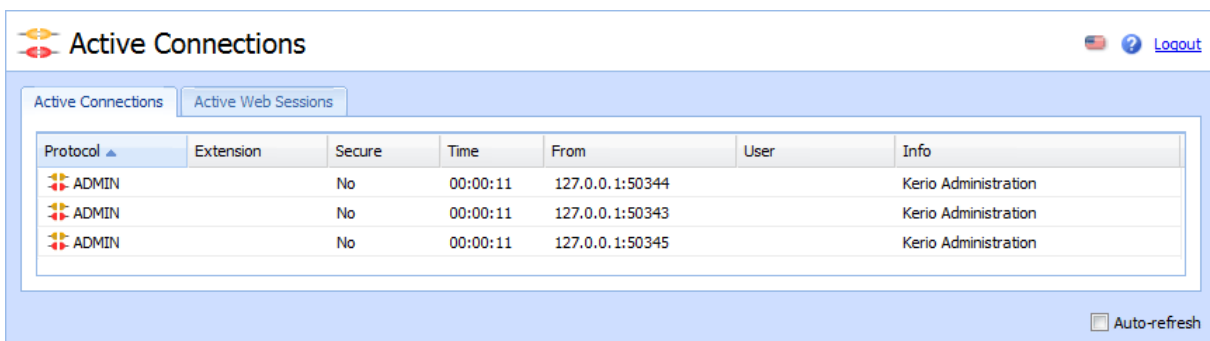 Active Connections
Logout
Active Connections Active Web Sessions
Protocol Extension Secure Time From User Info
ADMIN No 00:00:11 127.0.0.1:50344 Kerio Administration
ADMIN No 00:00:11 127.0.0.1:50343 Kerio Administration
ADMIN No 00:00:11 127.0.0.1:50345 Kerio Administration
Auto-refresh